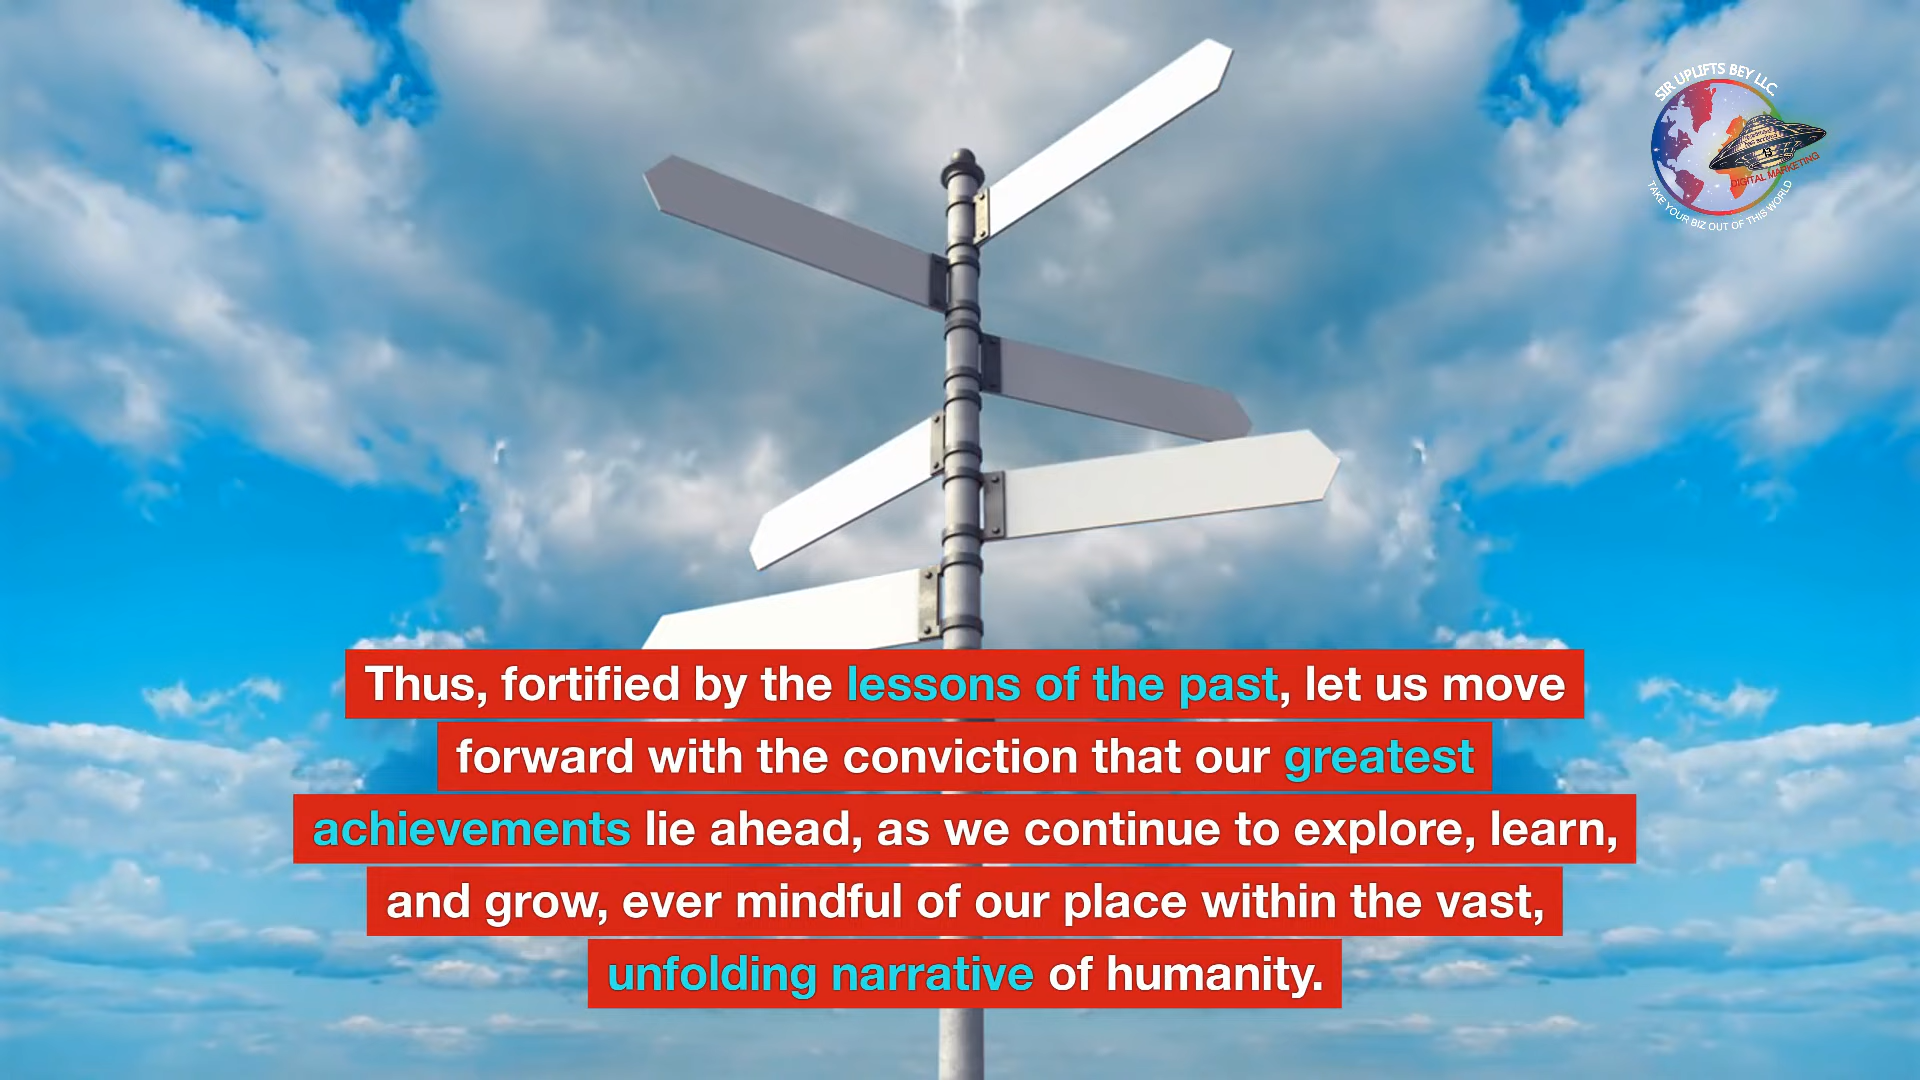 SIR UPLIFTS BEY LLC.
DIGITAL MARKETING
TAKE YOUR BIZ OUT OF THIS WORLD
Thus, fortified by the lessons of the past, let us move
forward with the conviction that our greatest
achievements lie ahead, as we continue to explore, learn,
and grow, ever mindful of our place within the vast,
unfolding narrative of humanity.